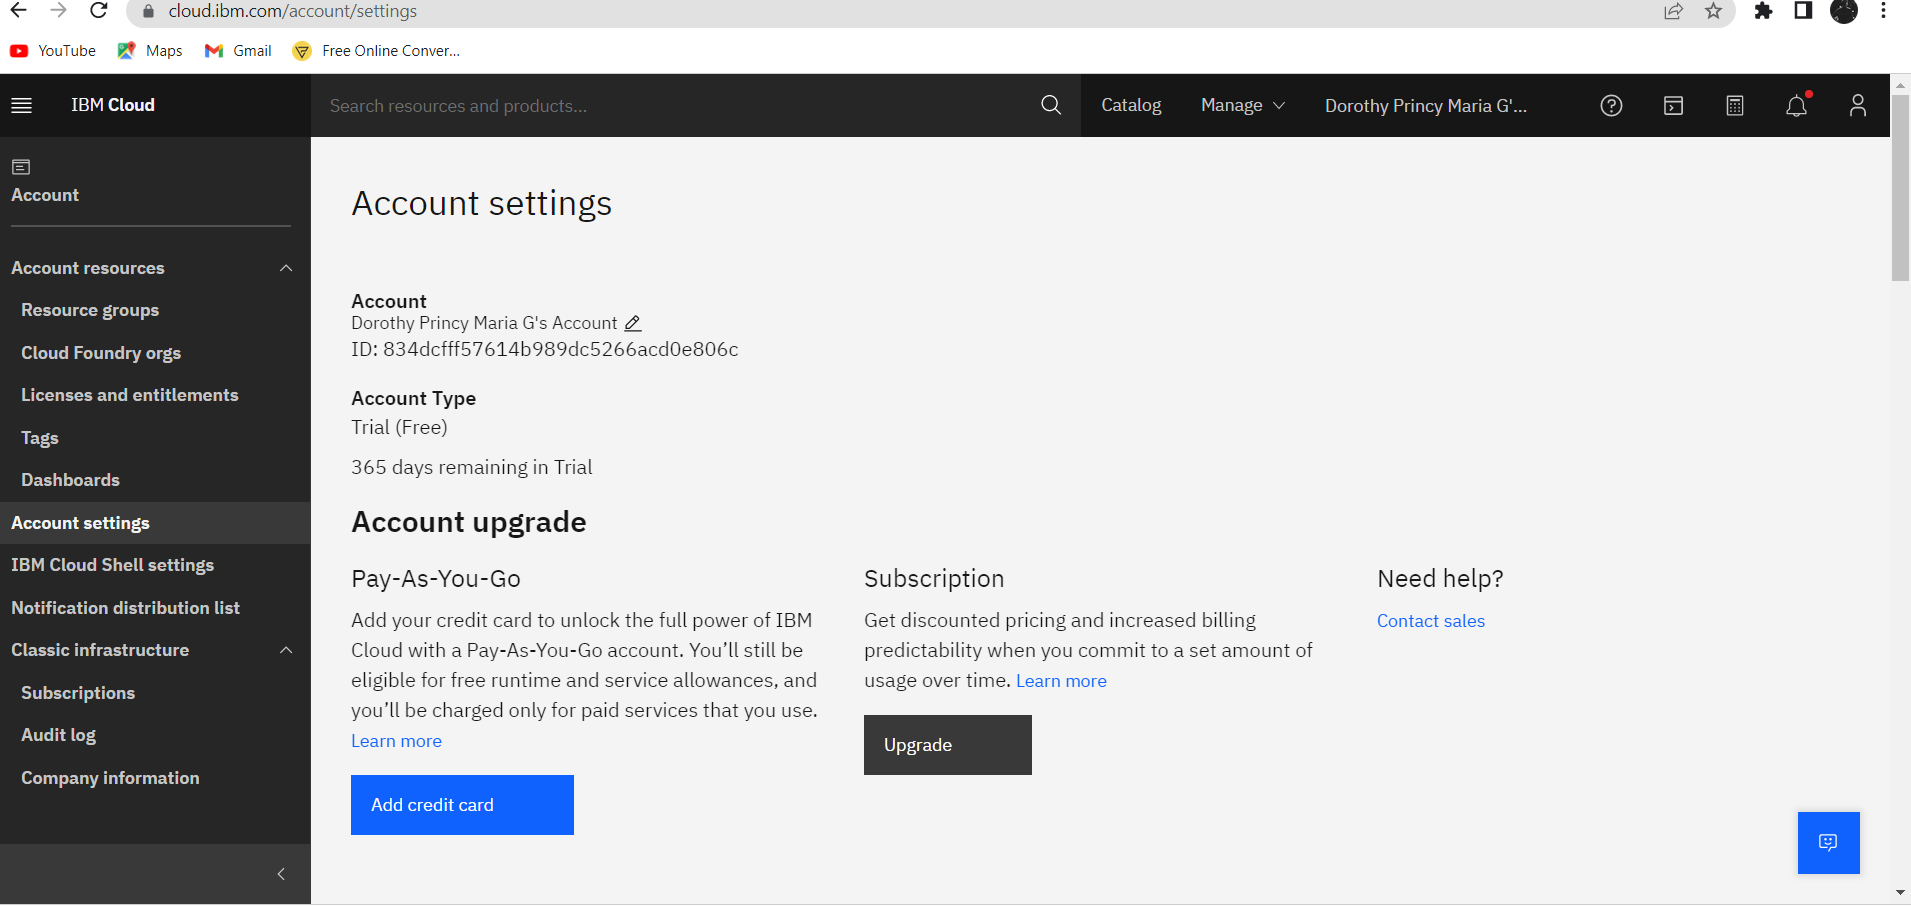 cloud.ibm.com/account/settings
YouTube Maps Gmail Free Online Conver...
IBM Cloud Search resources and products... Catalog Manage Dorothy Princy Maria G'...
Account
Account resources
Resource groups
Cloud Foundry orgs
Licenses and entitlements
Tags
Dashboards
Account settings
IBM Cloud Shell settings
Notification distribution list
Classic infrastructure
Subscriptions
Audit log
Company information
Account settings
Account
Dorothy Princy Maria G's Account
ID: 834dcfff57614b989dc5266acd0e806c
Account Type
Trial (Free)
365 days remaining in Trial
Account upgrade
Pay-As-You-Go
Add your credit card to unlock the full power of IBM
Cloud with a Pay-As-You-Go account. You’ll still be
eligible for free runtime and service allowances, and
you’ll be charged only for paid services that you use.
Learn more
Add credit card
Subscription
Get discounted pricing and increased billing
predictability when you commit to a set amount of
usage over time. Learn more
Upgrade
Need help?
Contact sales